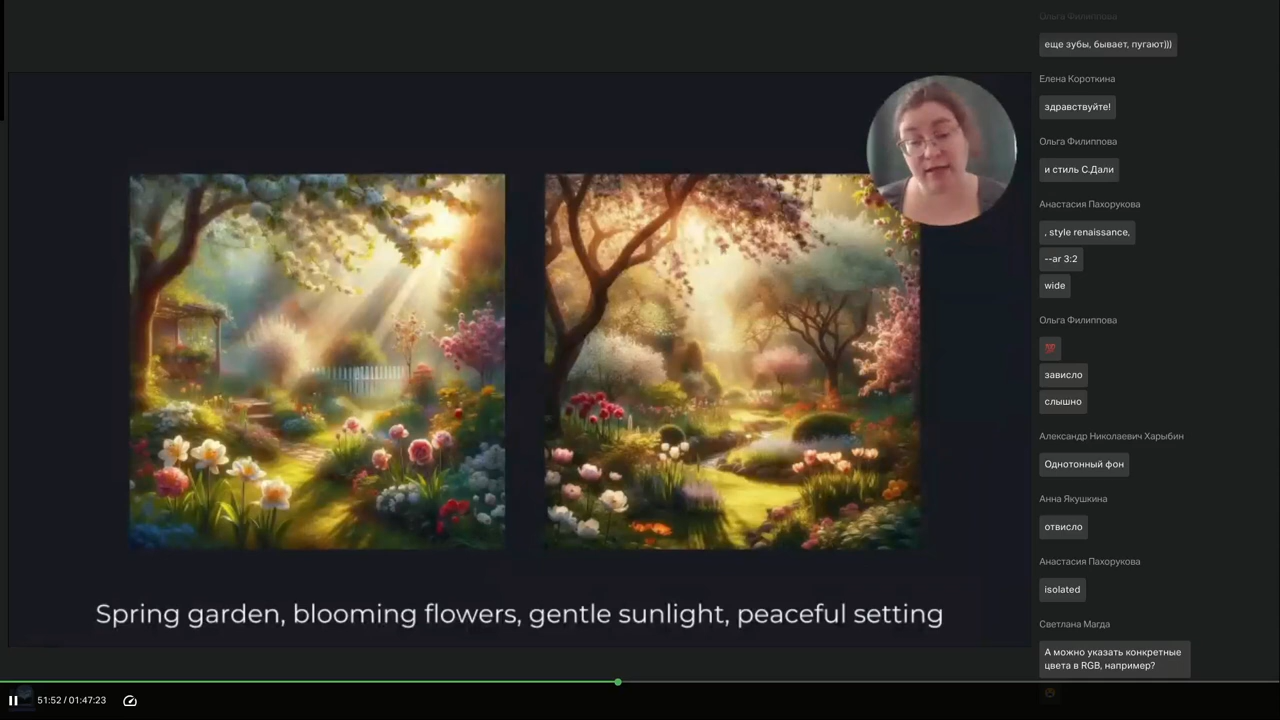 Spring garden, blooming flowers, gentle sunlight, peaceful setting
51:52 / 01:47:23
Ольга Филиппова
еще зубы, бывает, пугают)))
Елена Короткина
здравствуйте!
Ольга Филиппова
и стиль С.Дали
Анастасия Пахорукова
, style renaissance,
--ar 3:2
wide
Ольга Филиппова
💯
зависло
слышно
Александр Николаевич Харыбин
Однотонный фон
Анна Якушкина
отвисло
Анастасия Пахорукова
isolated
Светлана Магда
А можно указать конкретные
цвета в RGB, например?